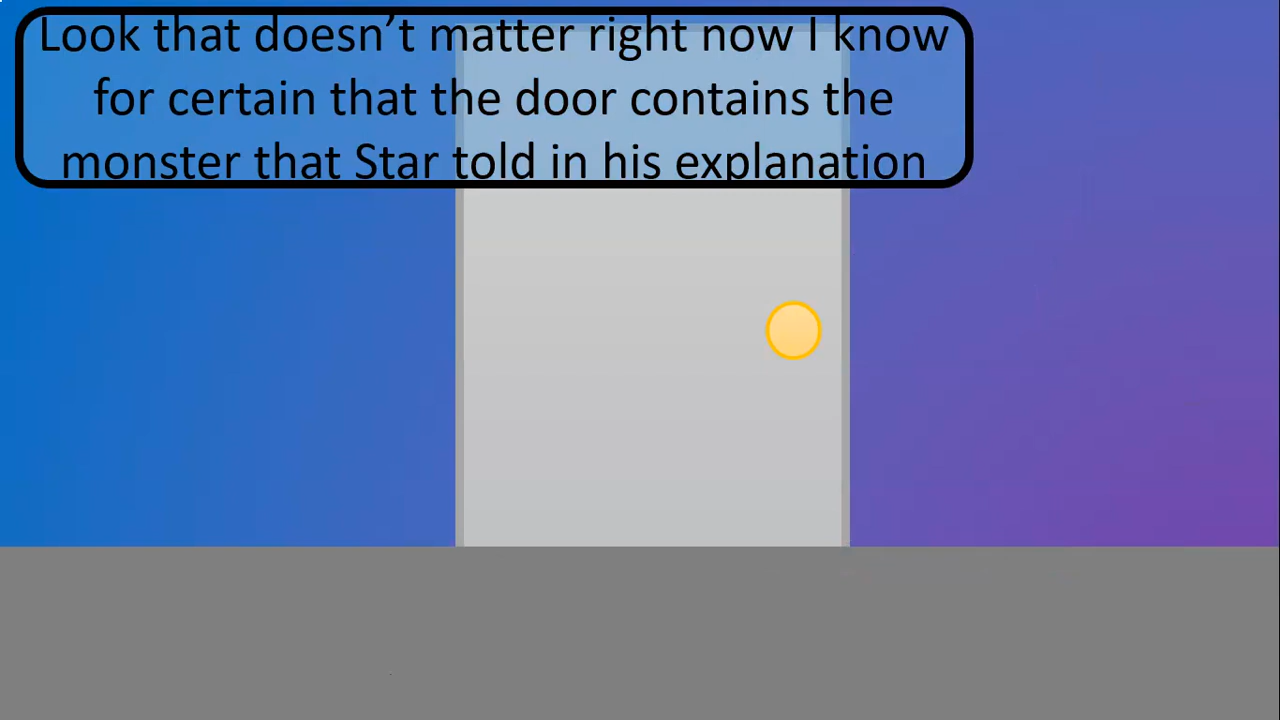 Look that doesn’t matter right now I know
for certain that the door contains the
monster that Star told in his explanation